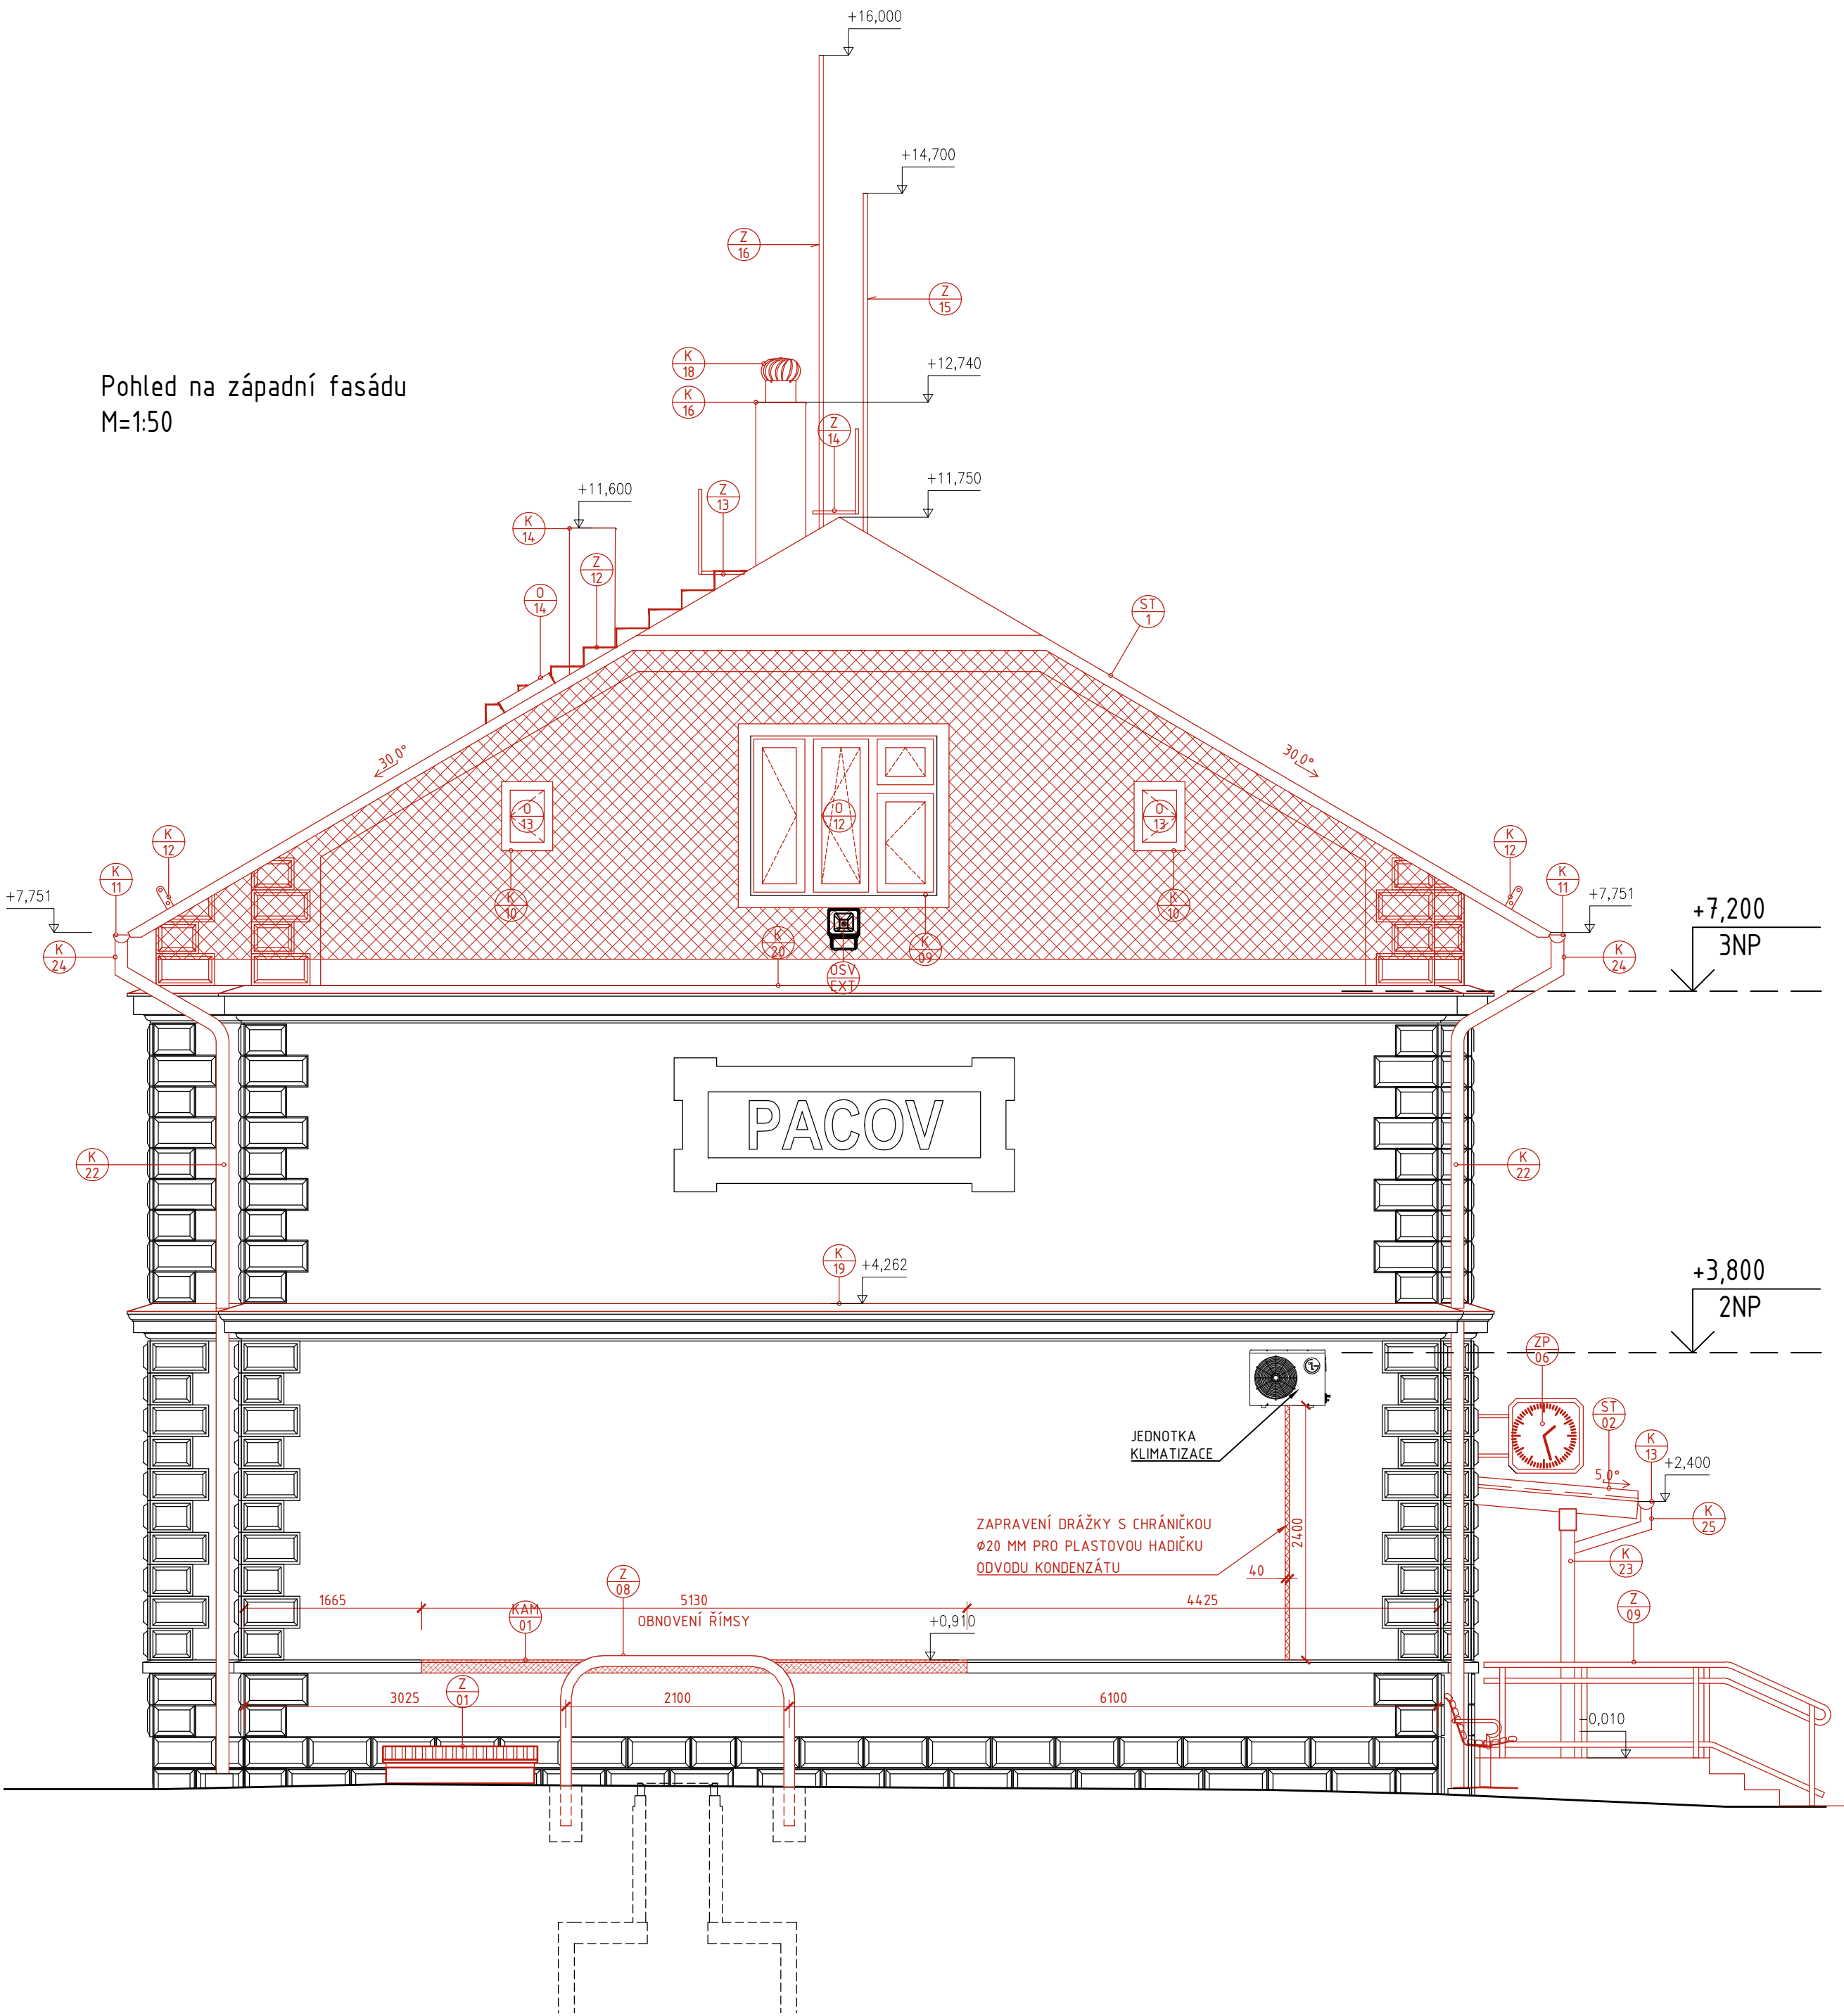 +16,000
+14,700
Z
16
Z
15
Pohled na západní fasádu
M=1:50
K
18
+12,740
K
16
Z
14
+11,750
+11,600
Z
13
K
14
Z
12
O
14
ST
1
30,0°
30,0°
O
13
O
12
O
13
K
12
K
12
K
11
K
11
+7,751
+7,751
K
10
K
10
K
09
K
20
K
24
K
24
OSV
EXT
+7,200
3NP
PACOV
K
22
K
22
K
19
+4,262
+3,800
2NP
ZP
06
ST
02
K
13
JEDNOTKA
KLIMATIZACE
5,0°
+2,400
K
25
ZAPRAVENÍ DRÁŽKY S CHRÁNIČKOU
Ø20 MM PRO PLASTOVOU HADIČKU
ODVODU KONDENZÁTU
2400
40
K
23
Z
08
Z
09
1665
5130
4425
KAM
01
OBNOVENÍ ŘÍMSY
+0,910
Z
01
3025
2100
6100
-0,010